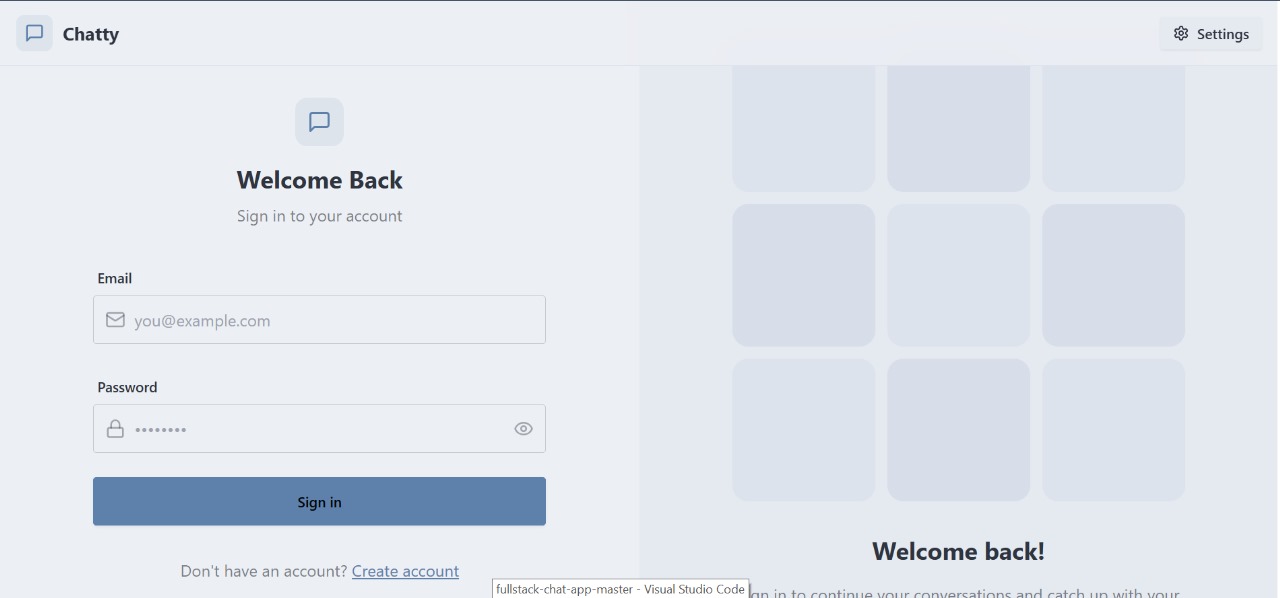 Chatty
Settings
Welcome Back
Sign in to your account
Email
you@example.com
Password
••••••••
Sign in
Don't have an account? Create account
fullstack-chat-app-master - Visual Studio Code
Welcome back!
in to continue your conversations and catch up with your